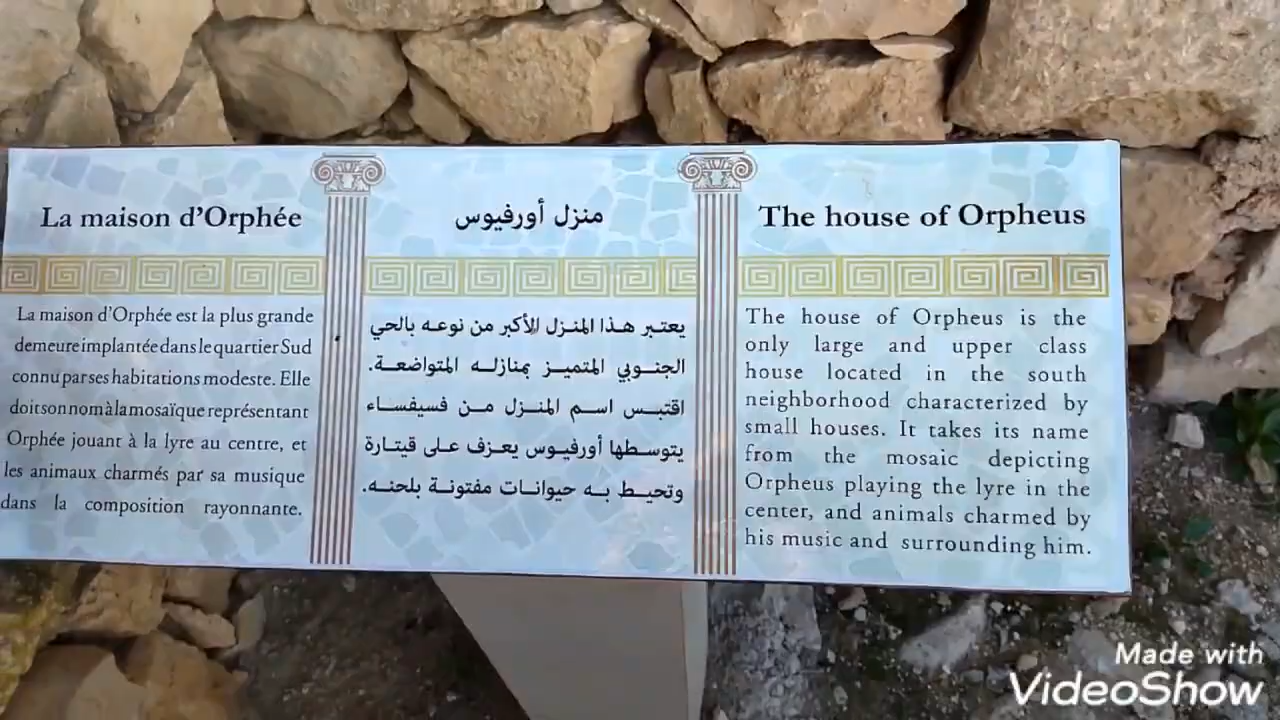 La maison d'Orphée
La maison d'Orphée est la plus grande
demeure implantée dans le quartier Sud
connu par ses habitations modeste. Elle
doit son nom à la mosaïque représentant
Orphée jouant à la lyre au centre, et
les animaux charmés par sa musique
dans la composition rayonnante.
منزل أورفيوس
يعتبر هذا المنزل الأكبر من نوعه بالحي
الجنوبي المتميز بمنازله المتواضعة.
اقتبس اسم المنزل من فسيفساء
يتوسطها أورفيوس يعزف على قيتارة
وتحيط به حيوانات مفتونة بلحنه.
The house of Orpheus
The house of Orpheus is the
only large and upper class
house located in the south
neighborhood characterized by
small houses. It takes its name
from the mosaic depicting
Orpheus playing the lyre in the
center, and animals charmed by
his music and surrounding him.
Made with
VideoShow